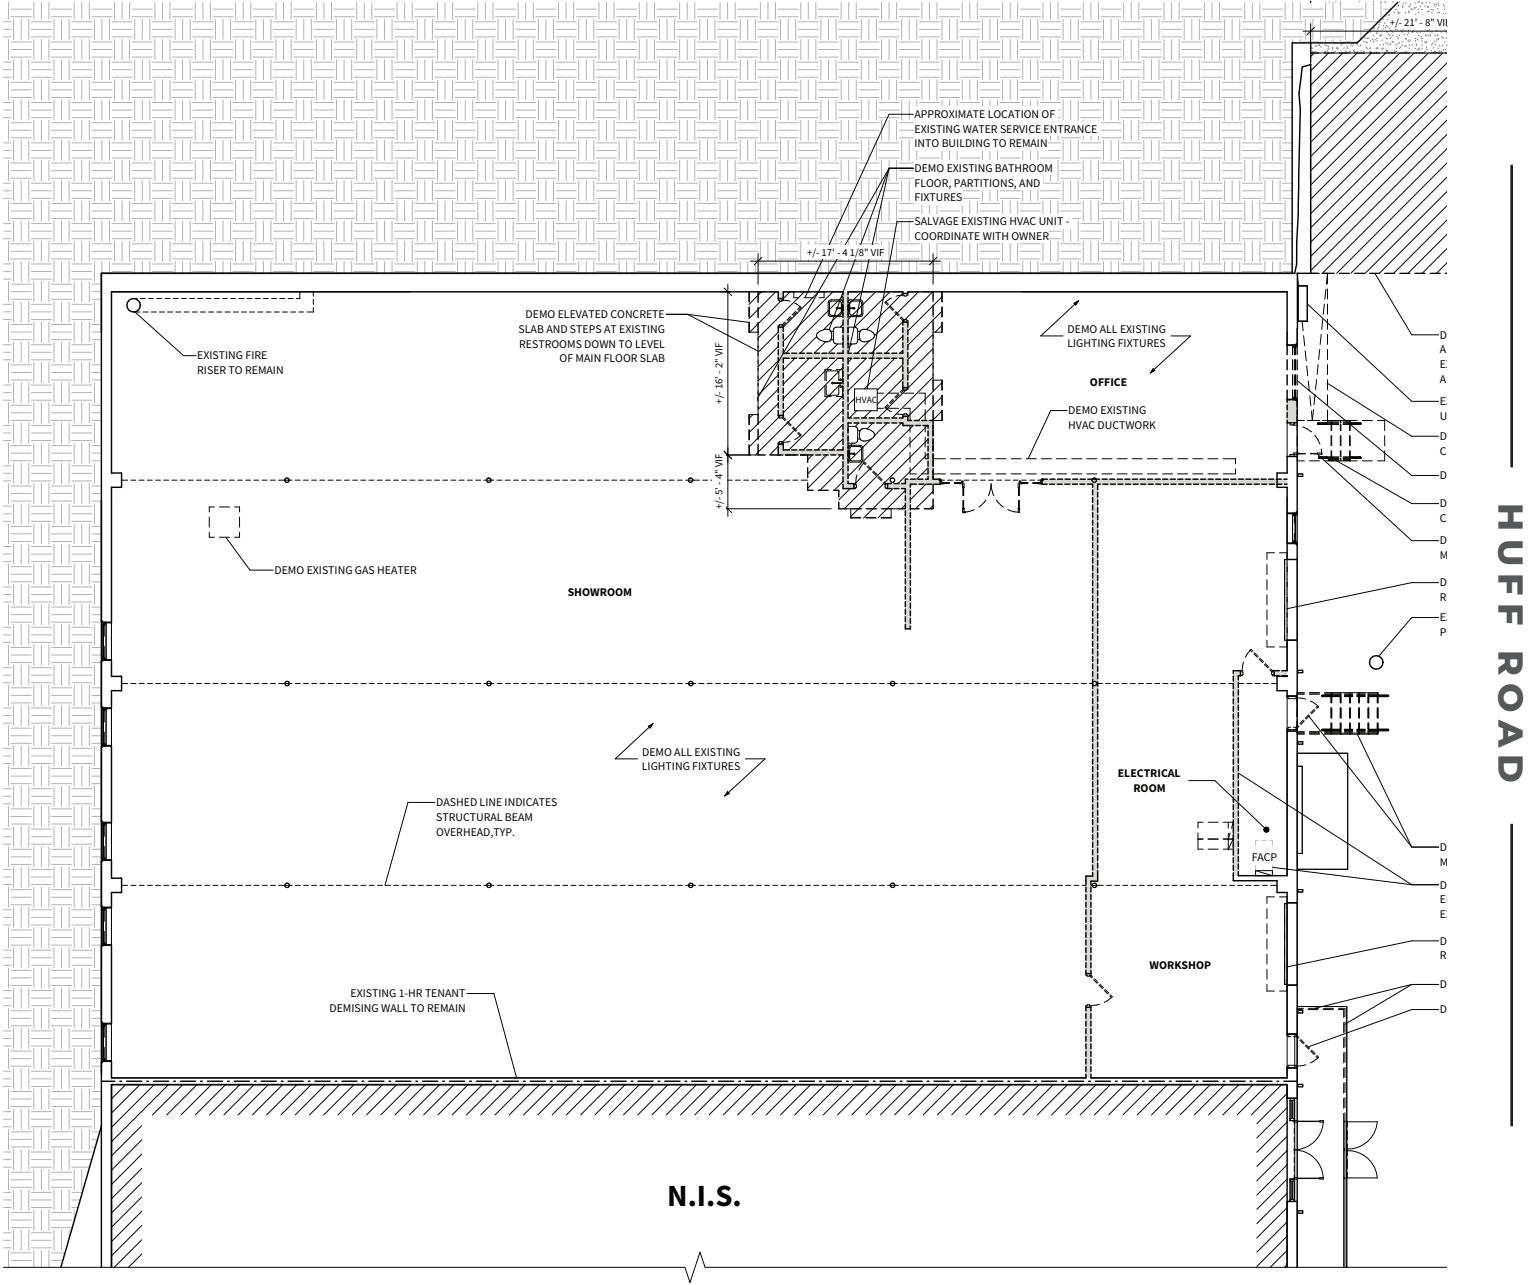 +/- 21' - 8"
APPROXIMATE LOCATION OF
EXISTING WATER SERVICE ENTRANCE
INTO BUILDING TO REMAIN
DEMO EXISTING BATHROOM
FLOOR, PARTITIONS, AND
FIXTURES
SALVAGE EXISTING HVAC UNIT -
COORDINATE WITH OWNER
+/- 17' - 4 1/8" VIF
EXISTING FIRE
RISER TO REMAIN
DEMO ELEVATED CONCRETE
SLAB AND STEPS AT EXISTING
RESTROOMS DOWN TO LEVEL
OF MAIN FLOOR SLAB
+/- 16' - 2" VIF
+/- 5' - 4" VIF
HVAC
DEMO ALL EXISTING
LIGHTING FIXTURES
OFFICE
DEMO EXISTING
HVAC DUCTWORK
DEMO EXISTING GAS HEATER
SHOWROOM
DEMO ALL EXISTING
LIGHTING FIXTURES
DASHED LINE INDICATES
STRUCTURAL BEAM
OVERHEAD,TYP.
ELECTRICAL
ROOM
FACP
WORKSHOP
EXISTING 1-HR TENANT
DEMISING WALL TO REMAIN
N.I.S.
D
A
E
A
E
U
D
C
D
D
C
D
M
D
R
E
P
D
M
D
E
E
D
R
D
D
HUFF ROAD